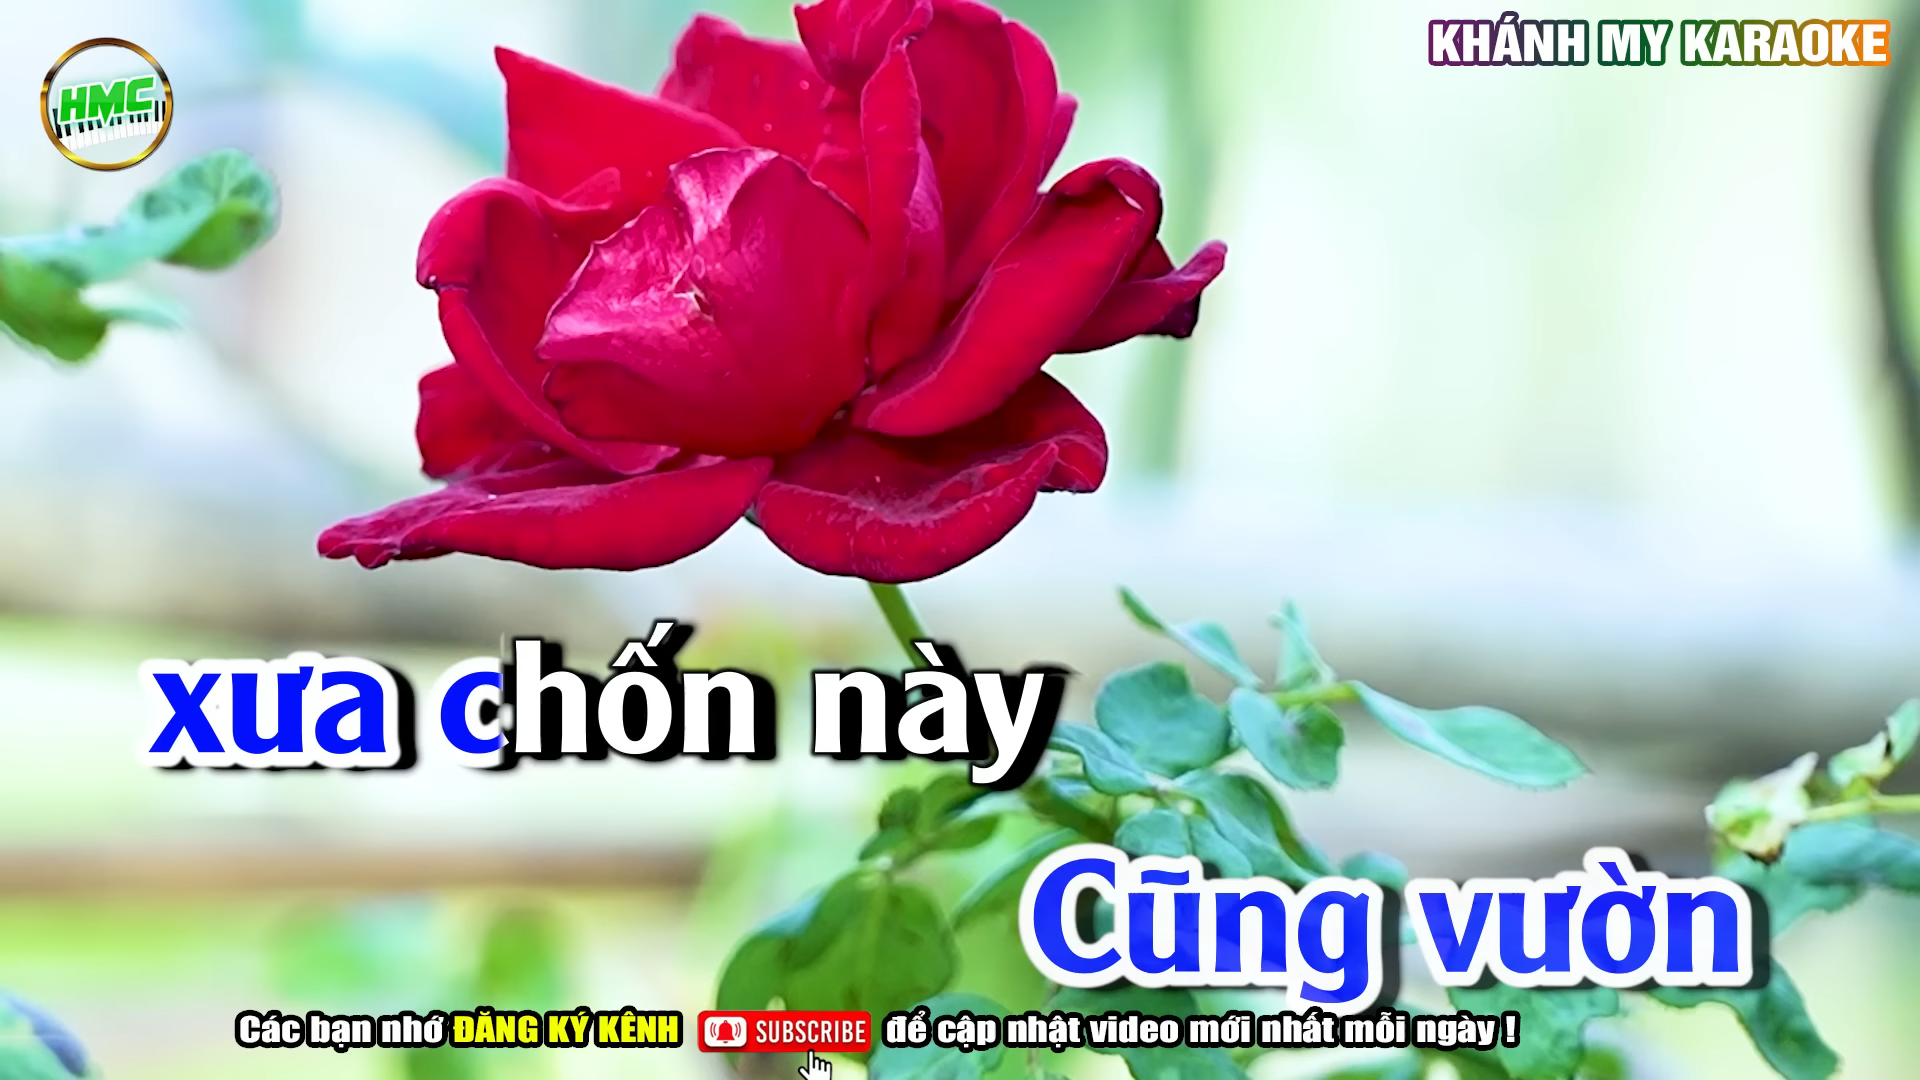 HMC
KHÁNH MY KARAOKE
xưa chốn này
Cũng vườn
Các bạn nhớ ĐĂNG KÝ KÊNH SUBSCRIBE để cập nhật video mới nhất mỗi ngày !